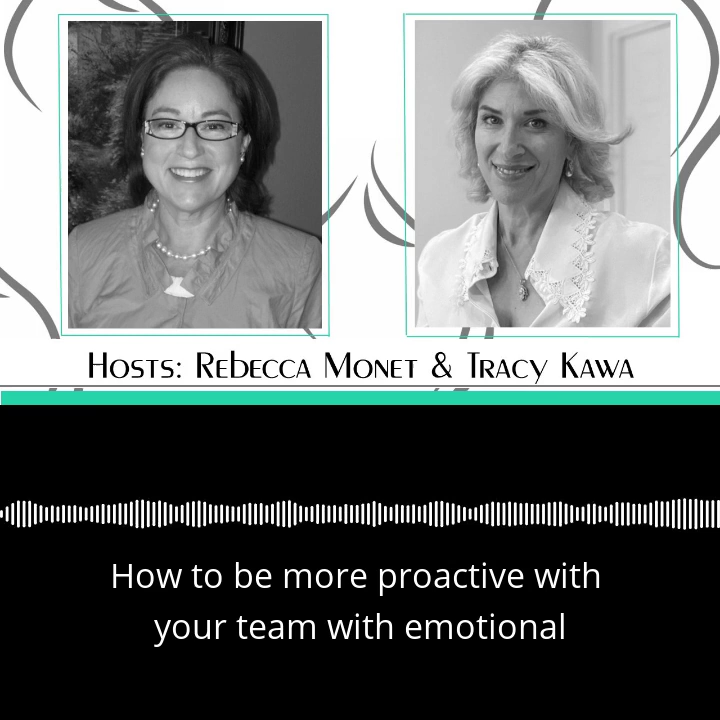 Hosts: Rebecca Monet & Tracy Kawa
How to be more proactive with
your team with emotional